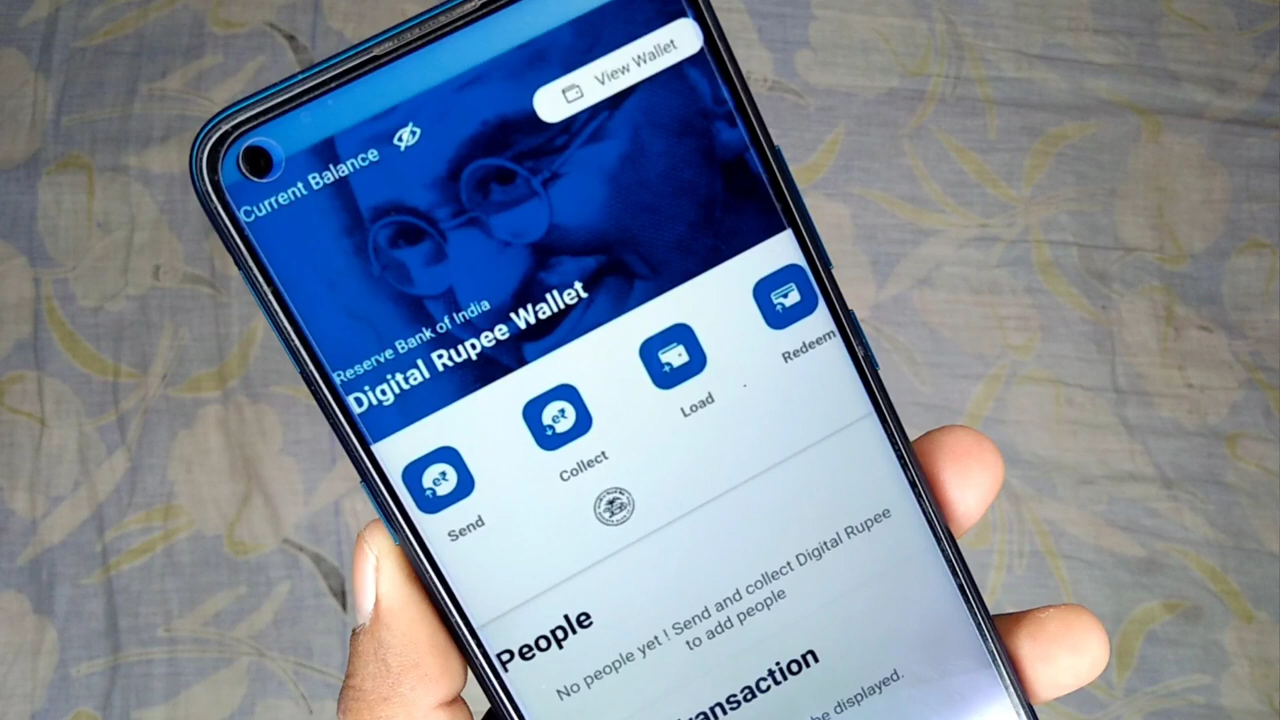 View Wallet
Current Balance
Reserve Bank of India
Digital Rupee Wallet
Send
Collect
Load
Redeem
e₹
e₹
People
No people yet ! Send and collect Digital Rupee
to add people
ransaction
be displayed.